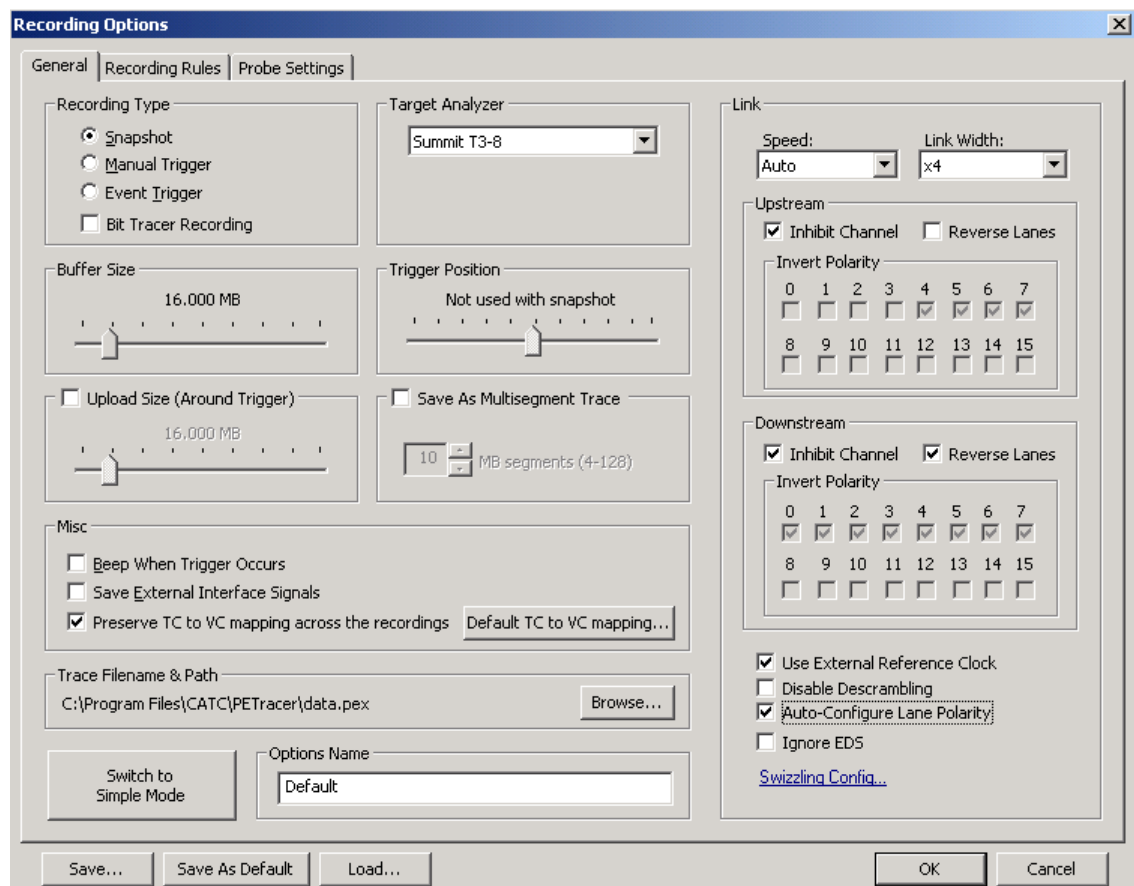 Recording Options
General
Recording Rules
Probe Settings
Recording Type
Snapshot
Manual Trigger
Event Trigger
Bit Tracer Recording
Target Analyzer
Summit T3-8
Buffer Size
16.000 MB
Trigger Position
Not used with snapshot
Upload Size (Around Trigger)
16.000 MB
Save As Multisegment Trace
10 MB segments (4-128)
Misc
Beep When Trigger Occurs
Save External Interface Signals
Preserve TC to VC mapping across the recordings
Default TC to VC mapping...
Trace Filename & Path
C:\Program Files\CATC\PETracer\data.pex
Browse...
Switch to
Simple Mode
Options Name
Default
Link
Speed:
Auto
Link Width:
x4
Upstream
Inhibit Channel
Reverse Lanes
Invert Polarity
0 1 2 3 4 5 6 7
8 9 10 11 12 13 14 15
Downstream
Inhibit Channel
Reverse Lanes
Invert Polarity
0 1 2 3 4 5 6 7
8 9 10 11 12 13 14 15
Use External Reference Clock
Disable Descrambling
Auto-Configure Lane Polarity
Ignore EDS
Swizzling Config...
Save...
Save As Default
Load...
OK
Cancel